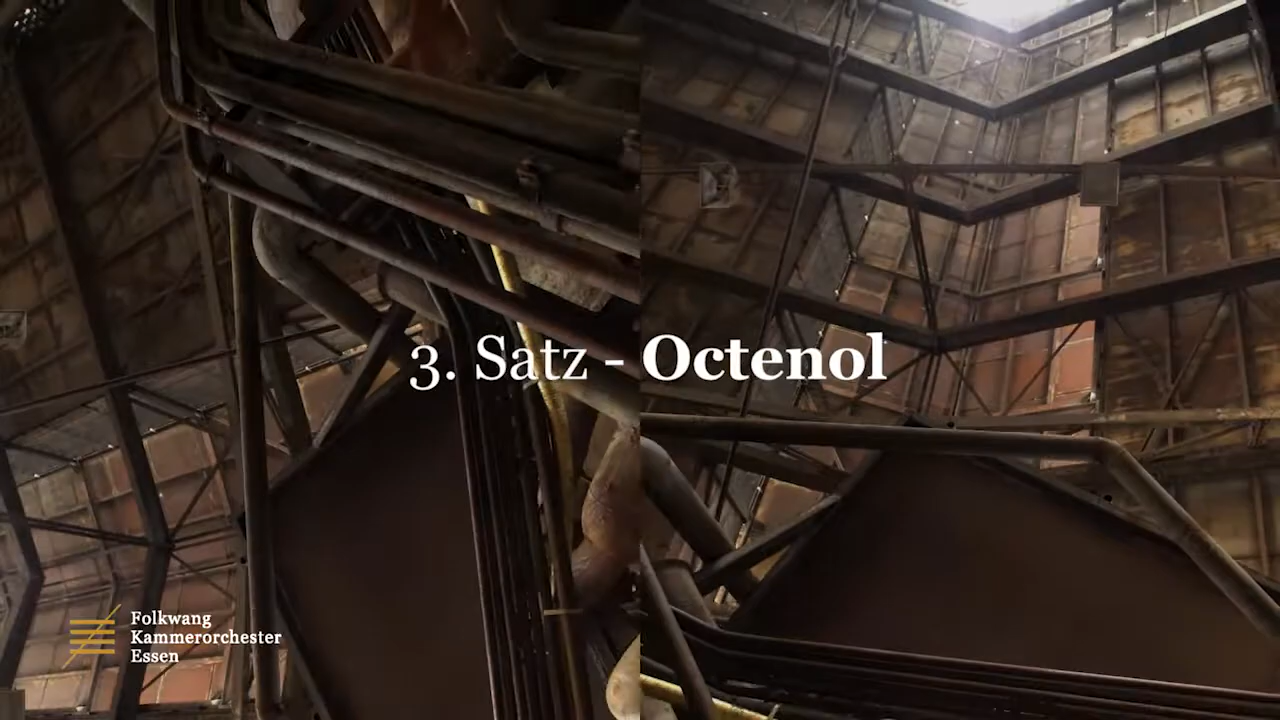 3. Satz - Octenol
Folkwang
Kammerorchester
Essen